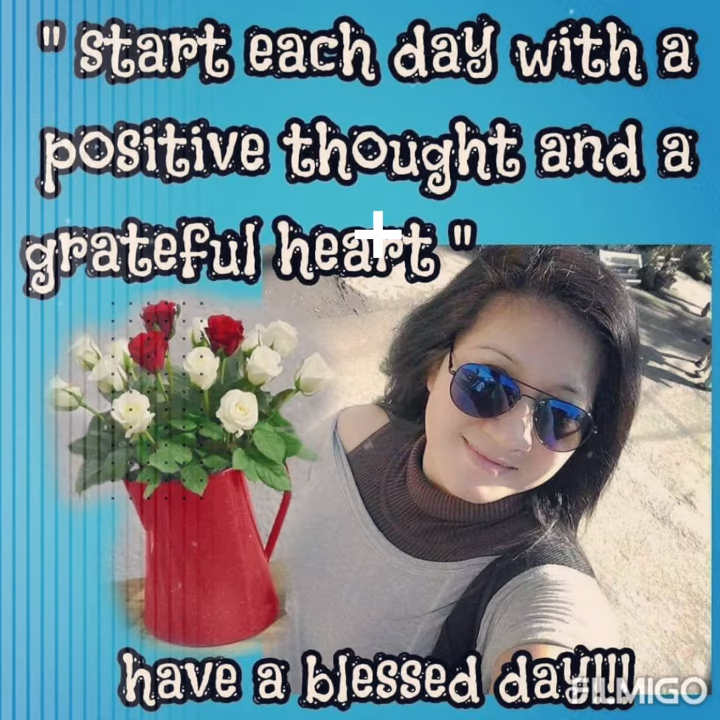 " start each day with a
positive thought and a
grateful heart "
have a blessed day!!!
FILMIGO